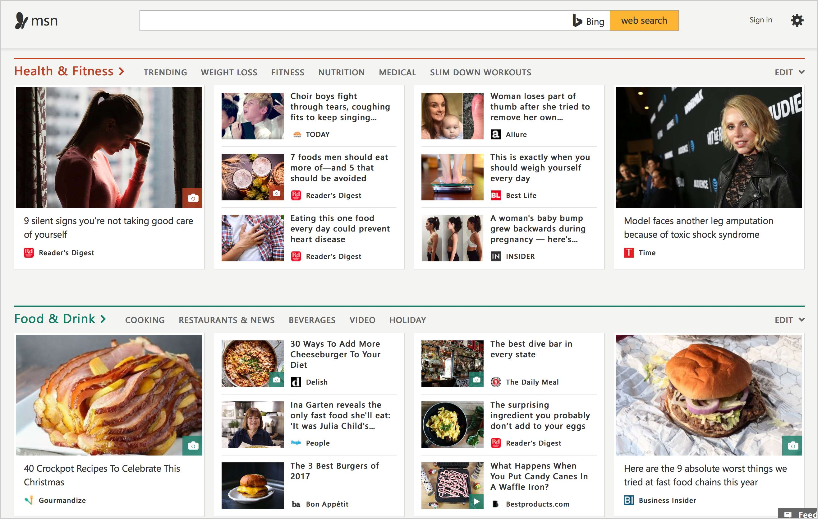 msn
Bing
web search
Sign in
Health & Fitness >
TRENDING
WEIGHT LOSS
FITNESS
NUTRITION
MEDICAL
SLIM DOWN WORKOUTS
EDIT
9 silent signs you're not taking good care
of yourself
Reader's Digest
Choir boys fight
through tears, coughing
fits to keep singing...
TODAY
7 foods men should eat
more of—and 5 that
should be avoided
Reader's Digest
Eating this one food
every day could prevent
heart disease
Reader's Digest
Woman loses part of
thumb after she tried to
remove her own...
a Allure
This is exactly when you
should weigh yourself
every day
BL Best Life
A woman's baby bump
grew backwards during
pregnancy — here's...
IN INSIDER
Model faces another leg amputation
because of toxic shock syndrome
T Time
Food & Drink >
COOKING
RESTAURANTS & NEWS
BEVERAGES
VIDEO
HOLIDAY
EDIT
40 Crockpot Recipes To Celebrate This
Christmas
Gourmandize
30 Ways To Add More
Cheeseburger To Your
Diet
Delish
Ina Garten reveals the
only fast food she'll eat:
'It was Julia Child's...
People
The 3 Best Burgers of
2017
ba Bon Appétit
The best dive bar in
every state
The Daily Meal
The surprising
ingredient you probably
don't add to your eggs
Reader's Digest
What Happens When
You Put Candy Canes In
A Waffle Iron?
Bestproducts.com
Here are the 9 absolute worst things we
tried at fast food chains this year
BI Business Insider